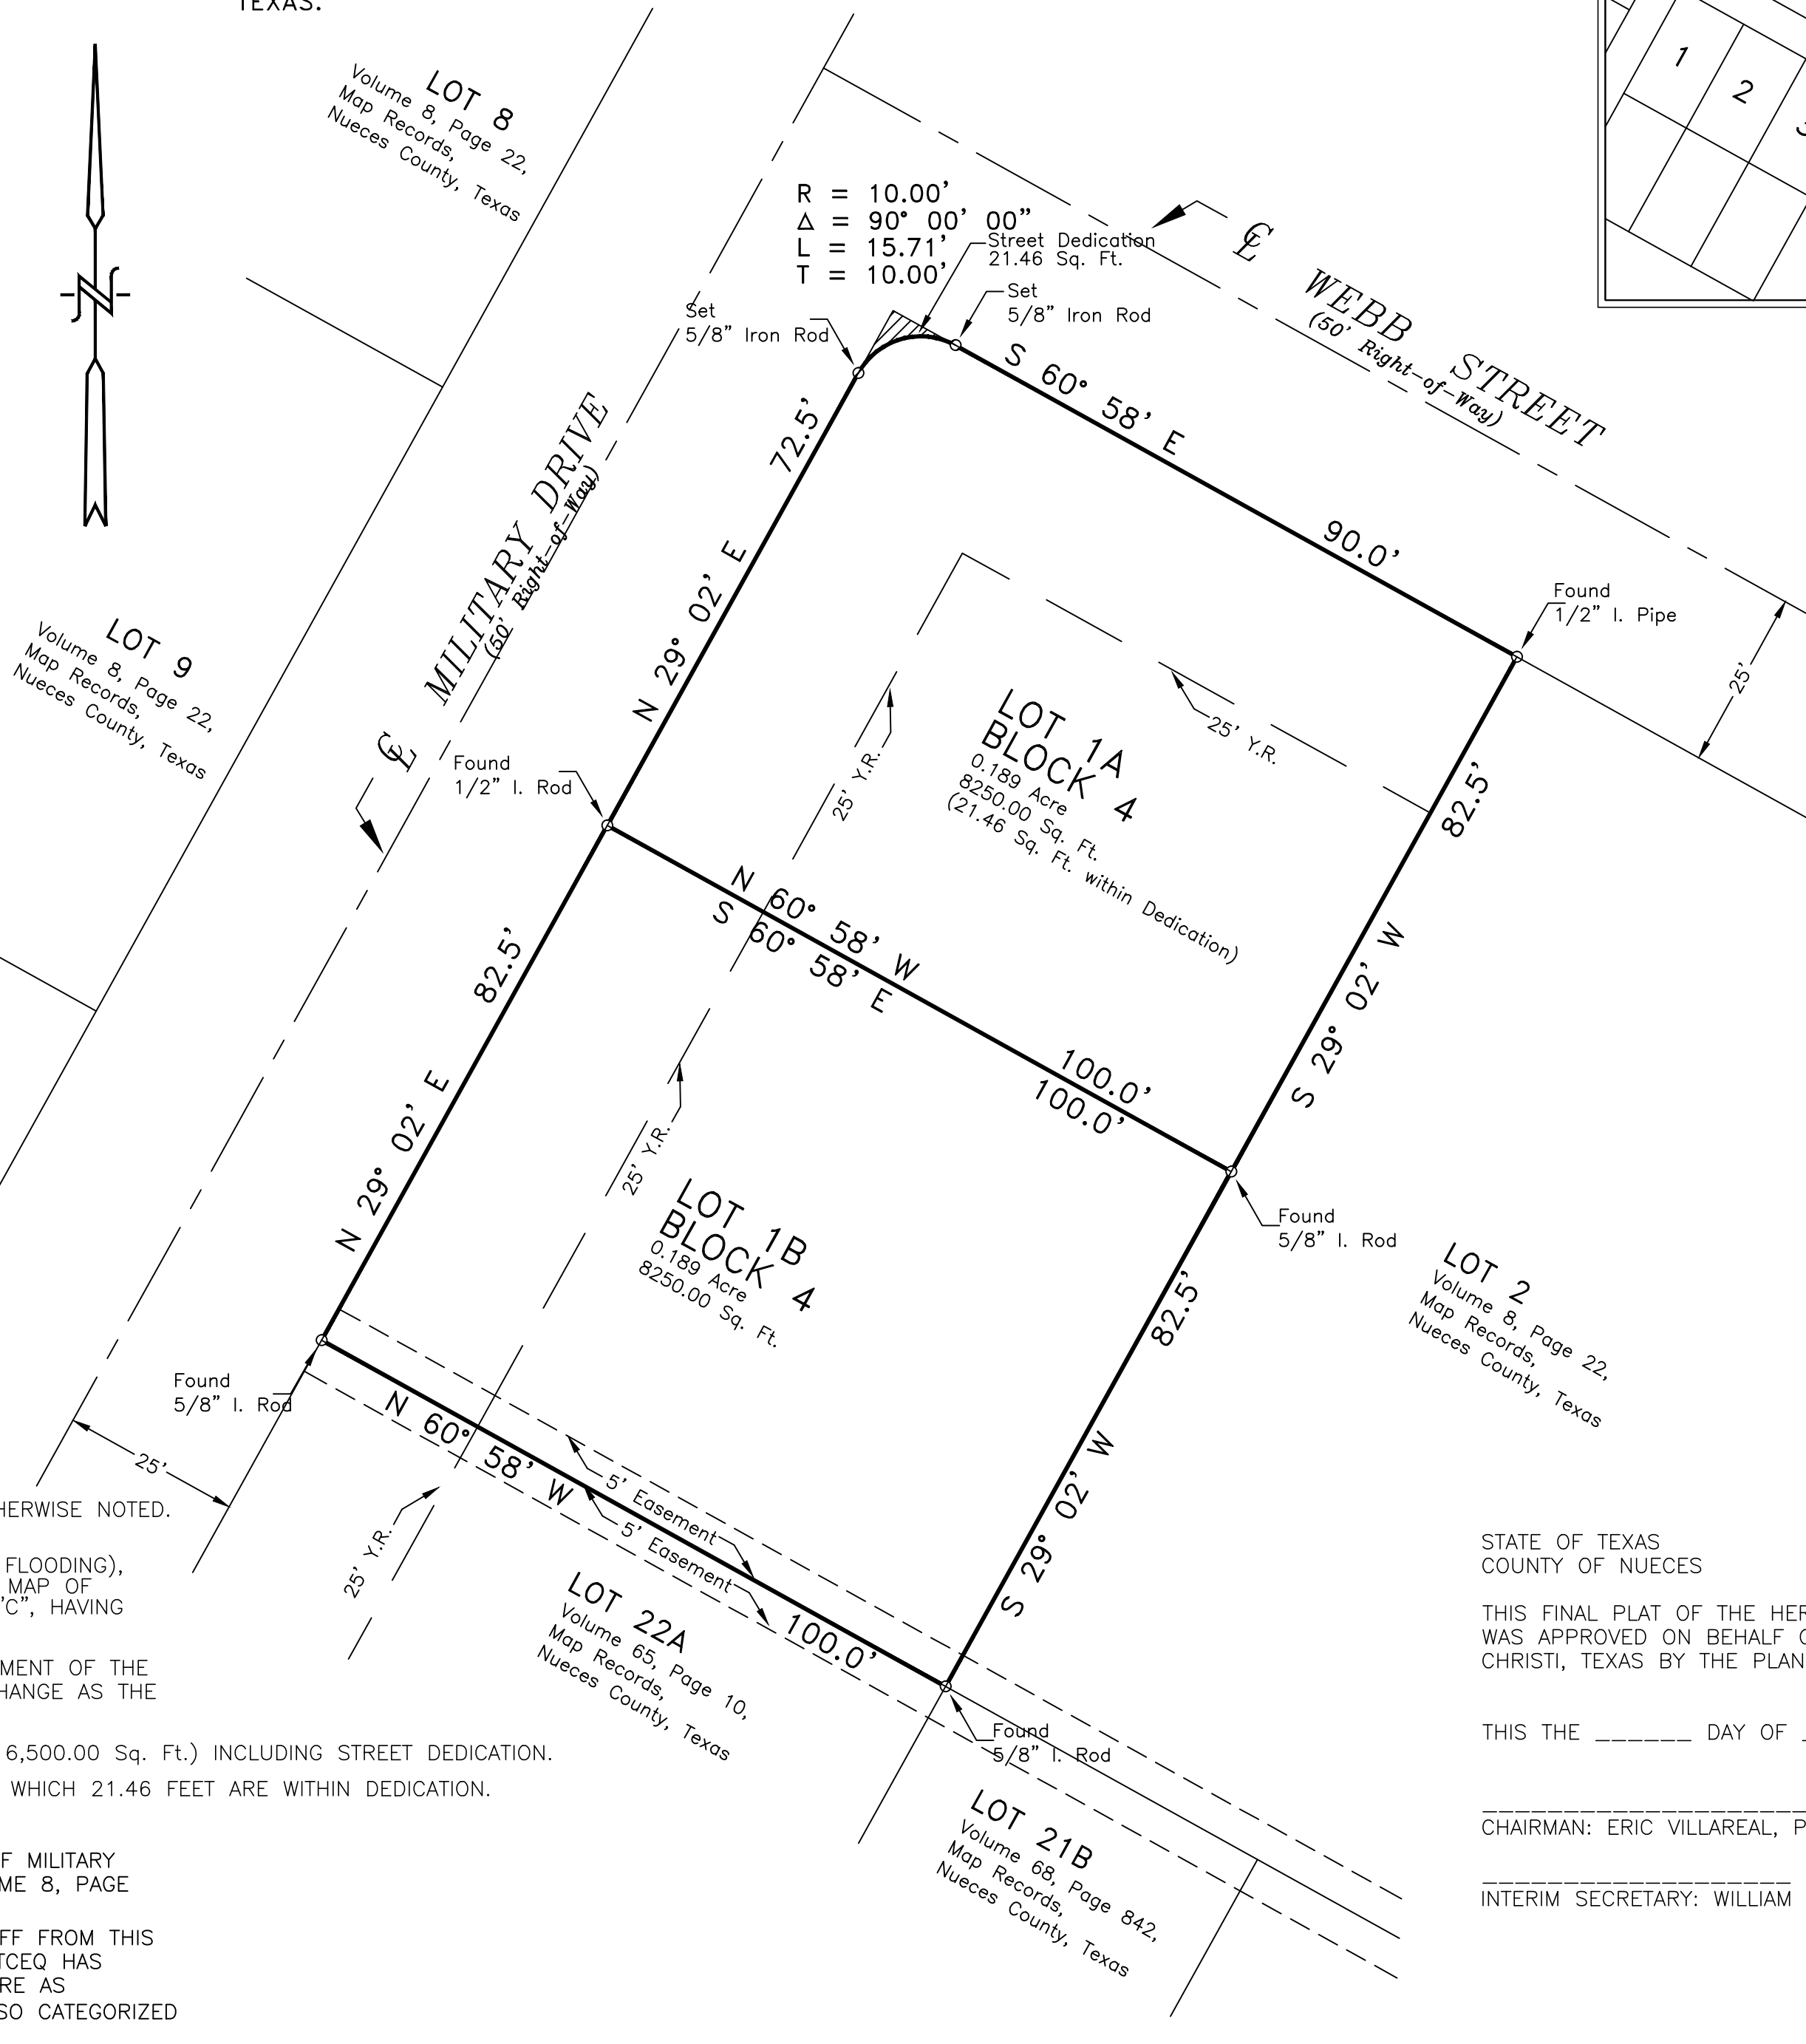 TEXAS.
LOT 8
Volume 8, Page 22,
Map Records,
Nueces County, Texas
1
2
N
R = 10.00'
Δ = 90° 00' 00"
L = 15.71'
T = 10.00'
Street Dedication
21.46 Sq. Ft.
Set
5/8" Iron Rod
Set
5/8" Iron Rod
℄ WEBB STREET
(50' Right-of-Way)
S 60° 58' E
90.0'
72.5'
N 29° 02' E
℄ MILITARY DRIVE
(50' Right-of-Way)
Found
1/2" I. Pipe
25'
LOT 9
Volume 8, Page 22,
Map Records,
Nueces County, Texas
25' Y.R.
25' Y.R.
LOT 1A
BLOCK 4
0.189 Acre
8250.00 Sq. Ft.
(21.46 Sq. Ft. within Dedication)
82.5'
S 29° 02' W
Found
1/2" I. Rod
N 60° 58' W
100.0'
S 60° 58' E
100.0'
82.5'
N 29° 02' E
25' Y.R.
LOT 1B
BLOCK 4
0.189 Acre
8250.00 Sq. Ft.
Found
5/8" I. Rod
82.5'
S 29° 02' W
LOT 2
Volume 8, Page 22,
Map Records,
Nueces County, Texas
Found
5/8" I. Rod
25'
N 60° 58' W
100.0'
5' Easement
5' Easement
25' Y.R.
LOT 22A
Volume 65, Page 10,
Map Records,
Nueces County, Texas
Found
5/8" I. Rod
LOT 21B
Volume 68, Page 842,
Map Records,
Nueces County, Texas
HERWISE NOTED.
FLOODING),
MAP OF
"C", HAVING
MENT OF THE
HANGE AS THE
6,500.00 Sq. Ft.) INCLUDING STREET DEDICATION.
WHICH 21.46 FEET ARE WITHIN DEDICATION.
F MILITARY
ME 8, PAGE
FF FROM THIS
TCEQ HAS
RE AS
SO CATEGORIZED
STATE OF TEXAS
COUNTY OF NUECES
THIS FINAL PLAT OF THE HER
WAS APPROVED ON BEHALF O
CHRISTI, TEXAS BY THE PLAN
THIS THE ______ DAY OF _
CHAIRMAN: ERIC VILLAREAL, P
INTERIM SECRETARY: WILLIAM